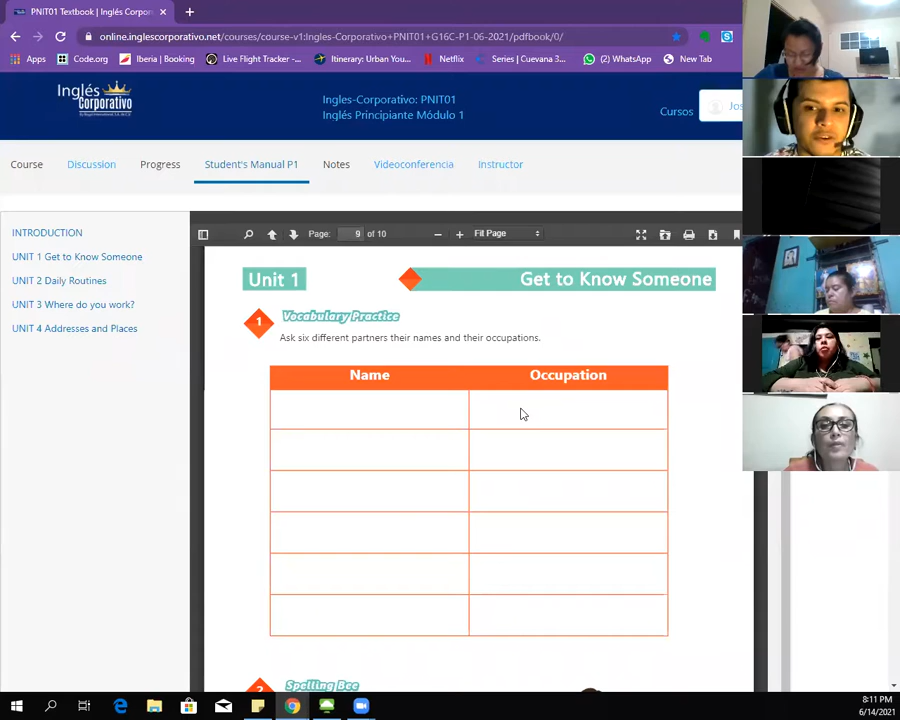 PNIT01 Textbook | Inglés Corpor
online.inglescorporativo.net/courses/course-v1:Ingles-Corporativo+PNIT01+G16C-P1-06-2021/pdfbook/0/
Apps Code.org Iberia | Booking Live Flight Tracker -... Itinerary: Urban You... Netflix Series | Cuevana 3... (2) WhatsApp New Tab
Inglés
Corporativo
Ingles-Corporativo: PNIT01
Inglés Principiante Módulo 1
Cursos
Jos
Course Discussion Progress Student's Manual P1 Notes Videoconferencia Instructor
INTRODUCTION
UNIT 1 Get to Know Someone
UNIT 2 Daily Routines
UNIT 3 Where do you work?
UNIT 4 Addresses and Places
Page: 9 of 10 Fit Page
Unit 1 Get to Know Someone
1 Vocabulary Practice
Ask six different partners their names and their occupations.
Name Occupation
2 Spelling Bee
8:11 PM
6/14/2021